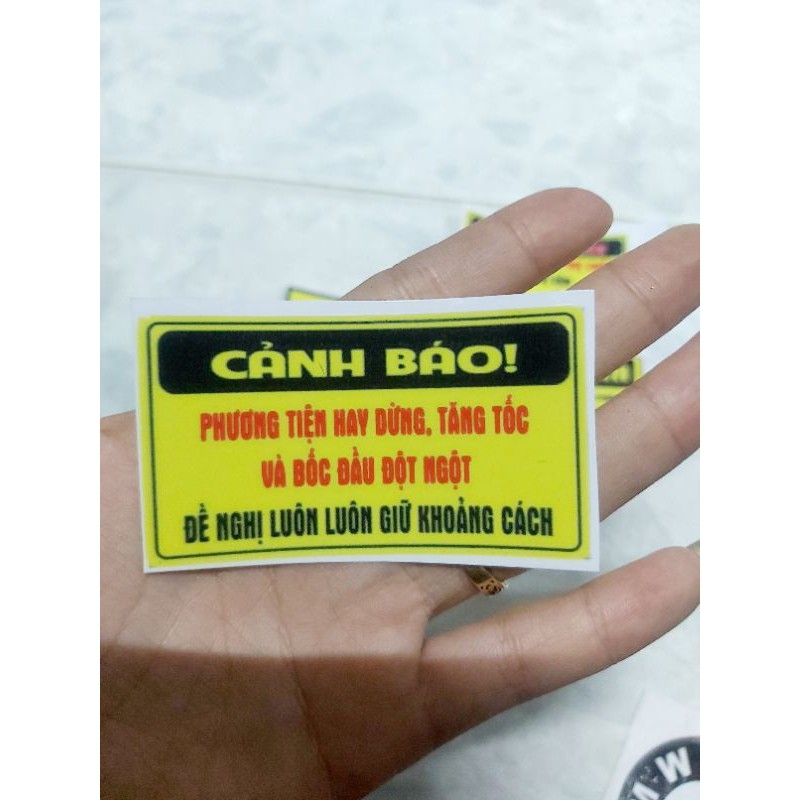 CẢNH BÁO!
PHƯƠNG TIỆN HAY DỪNG, TĂNG TỐC
VÀ BỐC ĐẦU ĐỘT NGỘT
ĐỀ NGHỊ LUÔN LUÔN GIỮ KHOẢNG CÁCH